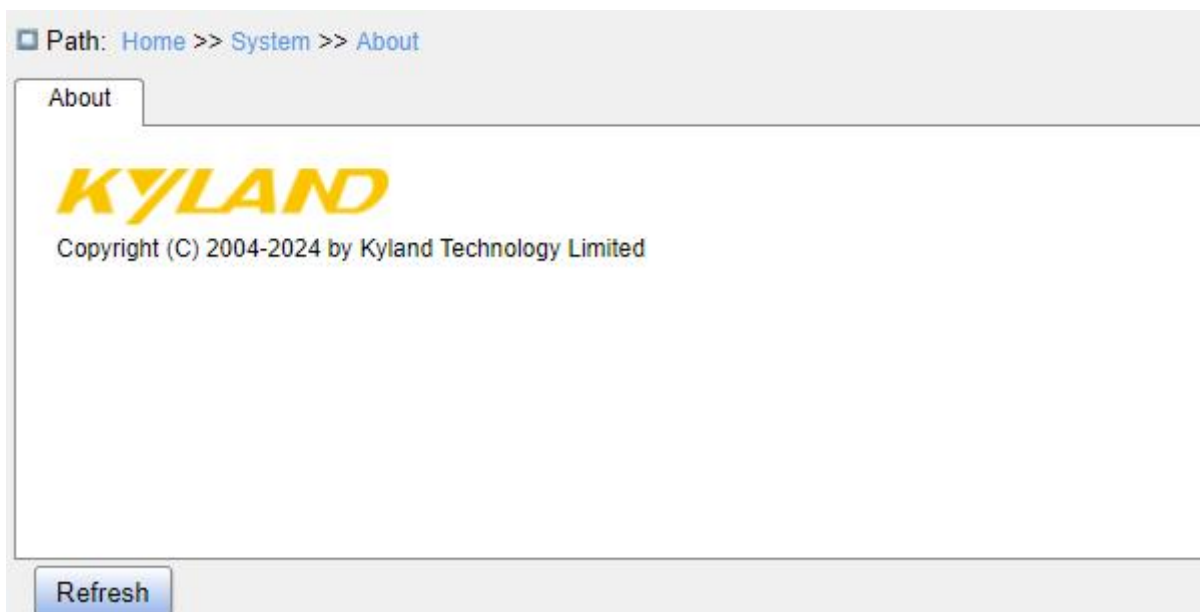 Path: Home >> System >> About
About
KYLAND
Copyright (C) 2004-2024 by Kyland Technology Limited
Refresh